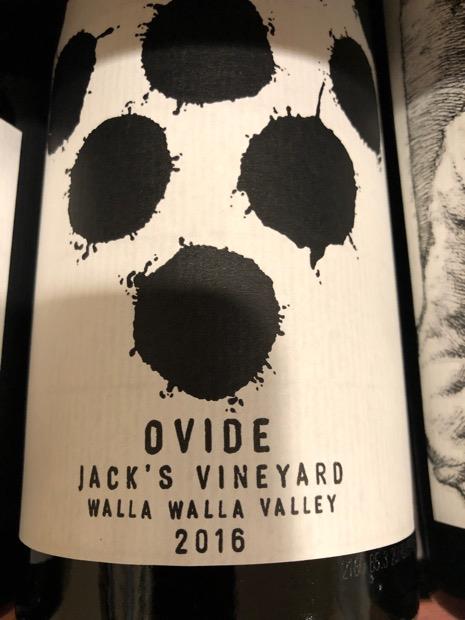 OVIDE
JACK'S VINEYARD
WALLA WALLA VALLEY
2016